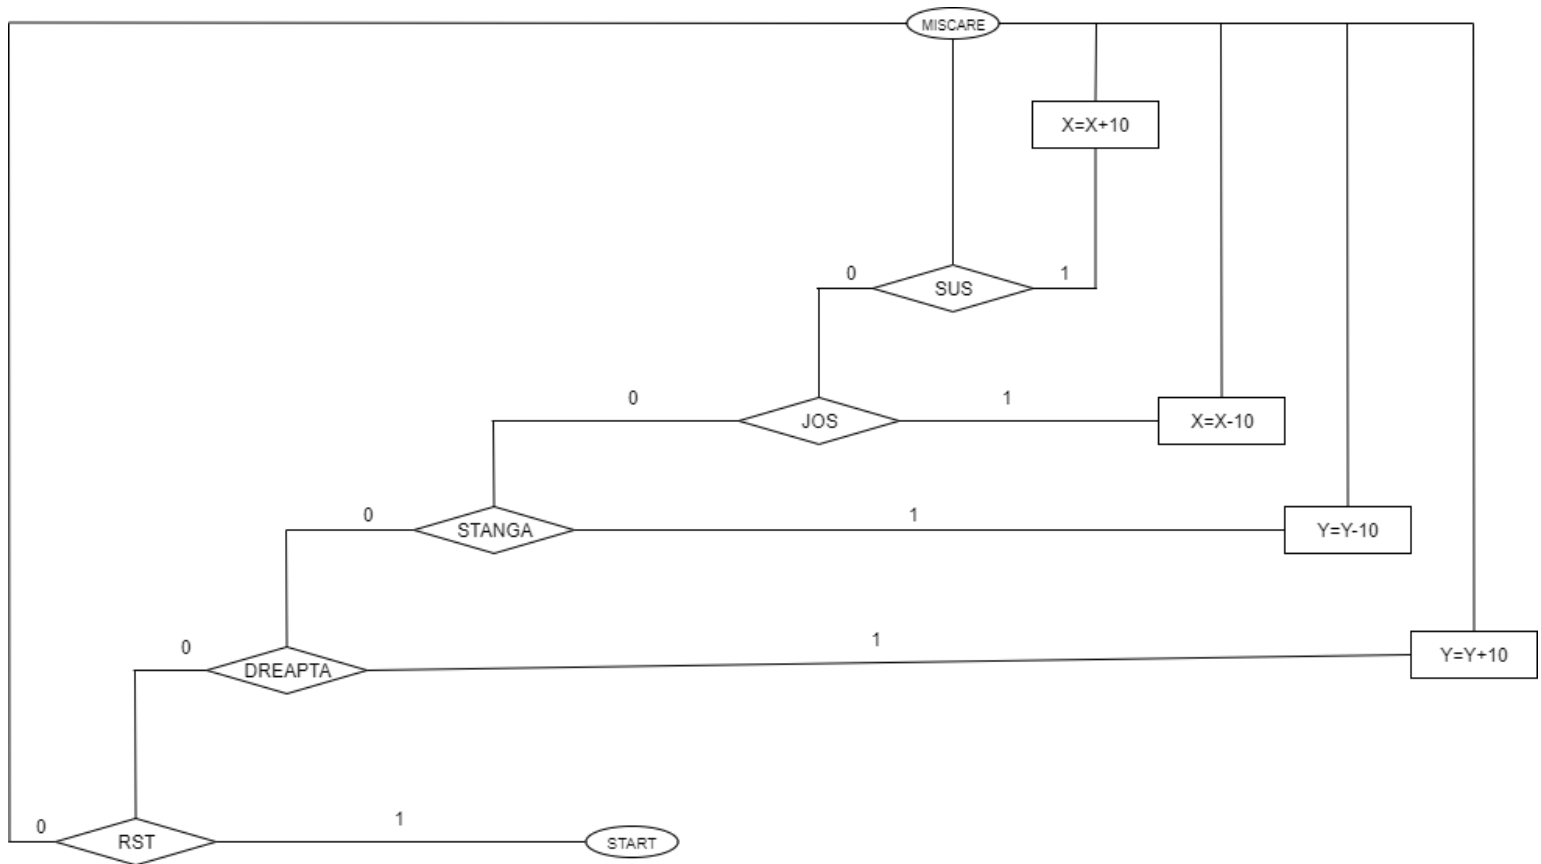 MISCARE
X=X+10
0
SUS
1
0
JOS
1
X=X-10
0
STANGA
1
Y=Y-10
0
DREAPTA
1
Y=Y+10
0
RST
1
START